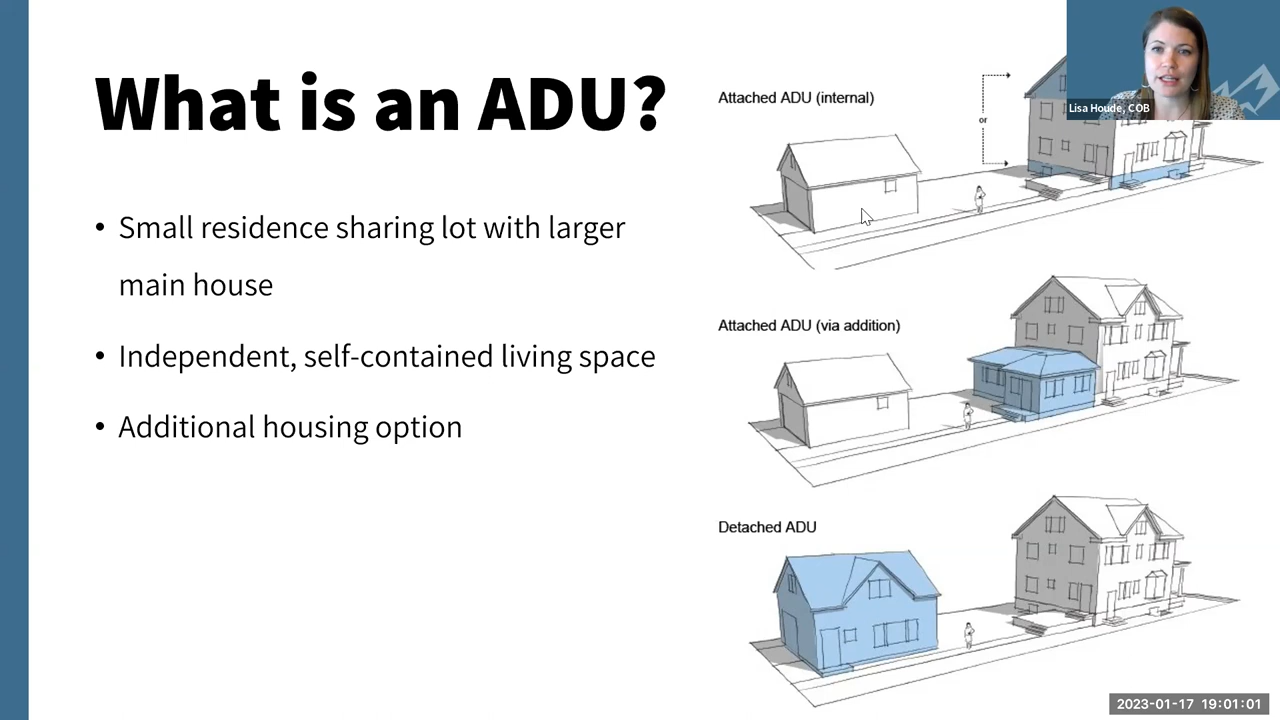 What is an ADU?
• Small residence sharing lot with larger
main house
• Independent, self-contained living space
• Additional housing option
Attached ADU (internal)
or
Lisa Houde, COB
Attached ADU (via addition)
Detached ADU
2023-01-17 19:01:01